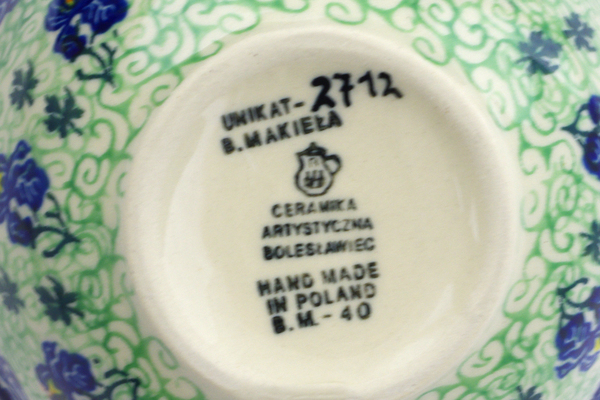 UNIKAT-2712
B. MAKIEŁA
CERAMIKA
ARTYSTYCZNA
BOLESŁAWIEC
HAND MADE
IN POLAND
B.M.-40